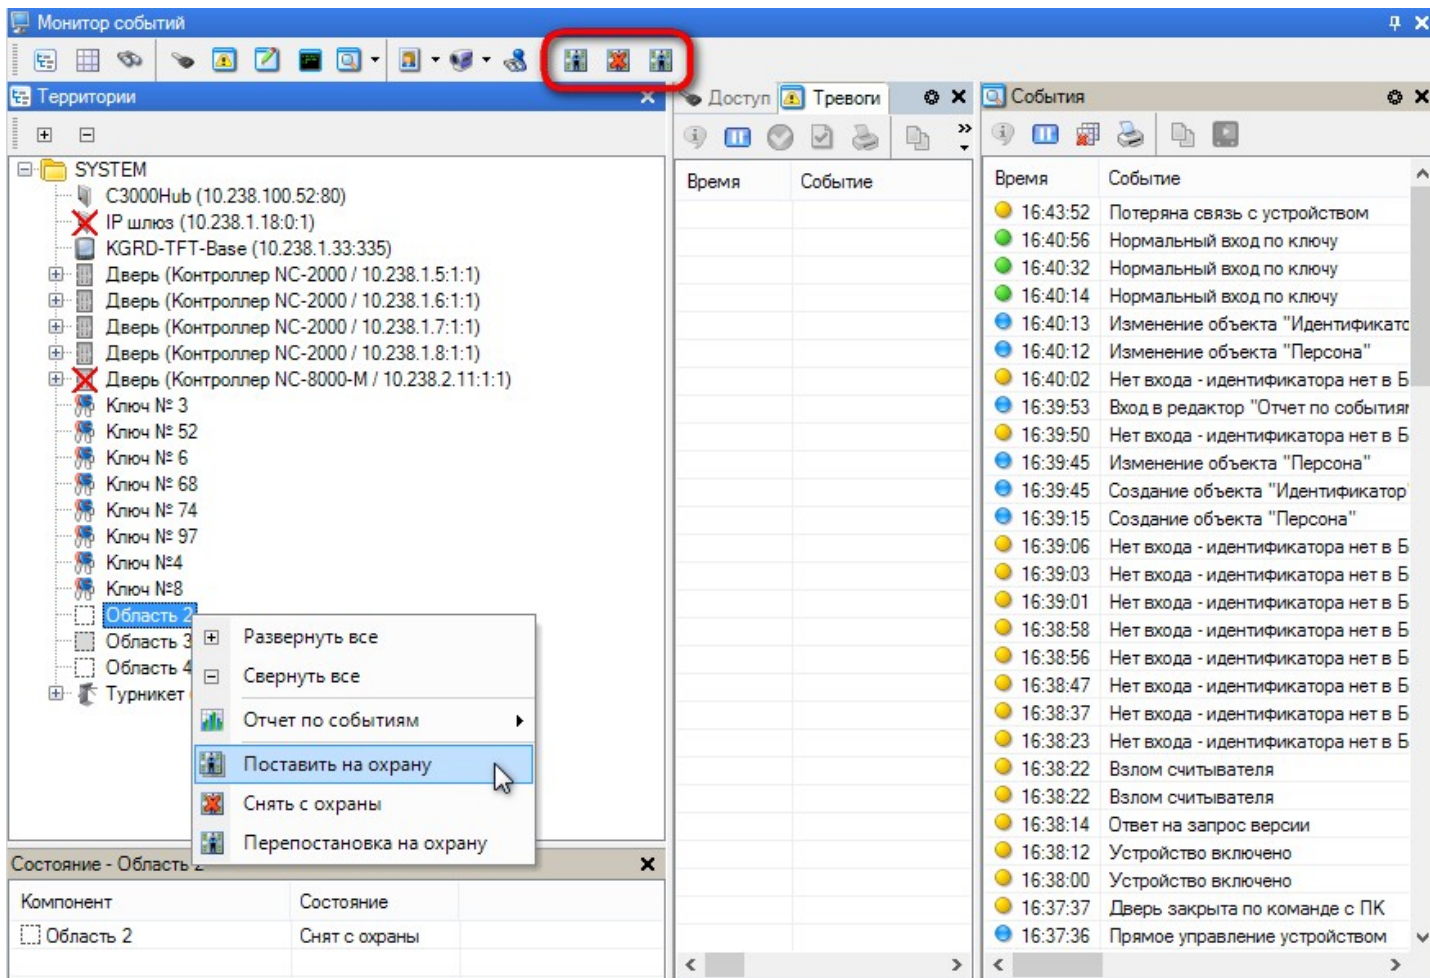 Монитор событий
Территории
SYSTEM
С3000Hub (10.238.100.52:80)
IP шлюз (10.238.1.18:0:1)
KGRD-TFT-Base (10.238.1.33:335)
Дверь (Контроллер NC-2000 / 10.238.1.5:1:1)
Дверь (Контроллер NC-2000 / 10.238.1.6:1:1)
Дверь (Контроллер NC-2000 / 10.238.1.7:1:1)
Дверь (Контроллер NC-2000 / 10.238.1.8:1:1)
Дверь (Контроллер NC-8000-M / 10.238.2.11:1:1)
Ключ № 3
Ключ № 52
Ключ № 6
Ключ № 68
Ключ № 74
Ключ № 97
Ключ №4
Ключ №8
Область 2
Область 3
Область 4
Турникет
Развернуть все
Свернуть все
Отчет по событиям
Поставить на охрану
Снять с охраны
Перепостановка на охрану
Состояние - Область 2
Компонент Состояние
Область 2 Снят с охраны
Доступ Тревоги
Время Событие
События
Время Событие
16:43:52 Потеряна связь с устройством
16:40:56 Нормальный вход по ключу
16:40:32 Нормальный вход по ключу
16:40:14 Нормальный вход по ключу
16:40:13 Изменение объекта "Идентификатс
16:40:12 Изменение объекта "Персона"
16:40:02 Нет входа - идентификатора нет в Б
16:39:53 Вход в редактор "Отчет по события
16:39:50 Нет входа - идентификатора нет в Б
16:39:45 Изменение объекта "Персона"
16:39:45 Создание объекта "Идентификатор"
16:39:15 Создание объекта "Персона"
16:39:06 Нет входа - идентификатора нет в Б
16:39:03 Нет входа - идентификатора нет в Б
16:39:01 Нет входа - идентификатора нет в Б
16:38:58 Нет входа - идентификатора нет в Б
16:38:56 Нет входа - идентификатора нет в Б
16:38:47 Нет входа - идентификатора нет в Б
16:38:37 Нет входа - идентификатора нет в Б
16:38:23 Нет входа - идентификатора нет в Б
16:38:22 Взлом считывателя
16:38:22 Взлом считывателя
16:38:14 Ответ на запрос версии
16:38:12 Устройство включено
16:38:00 Устройство включено
16:37:37 Дверь закрыта по команде с ПК
16:37:36 Прямое управление устройством